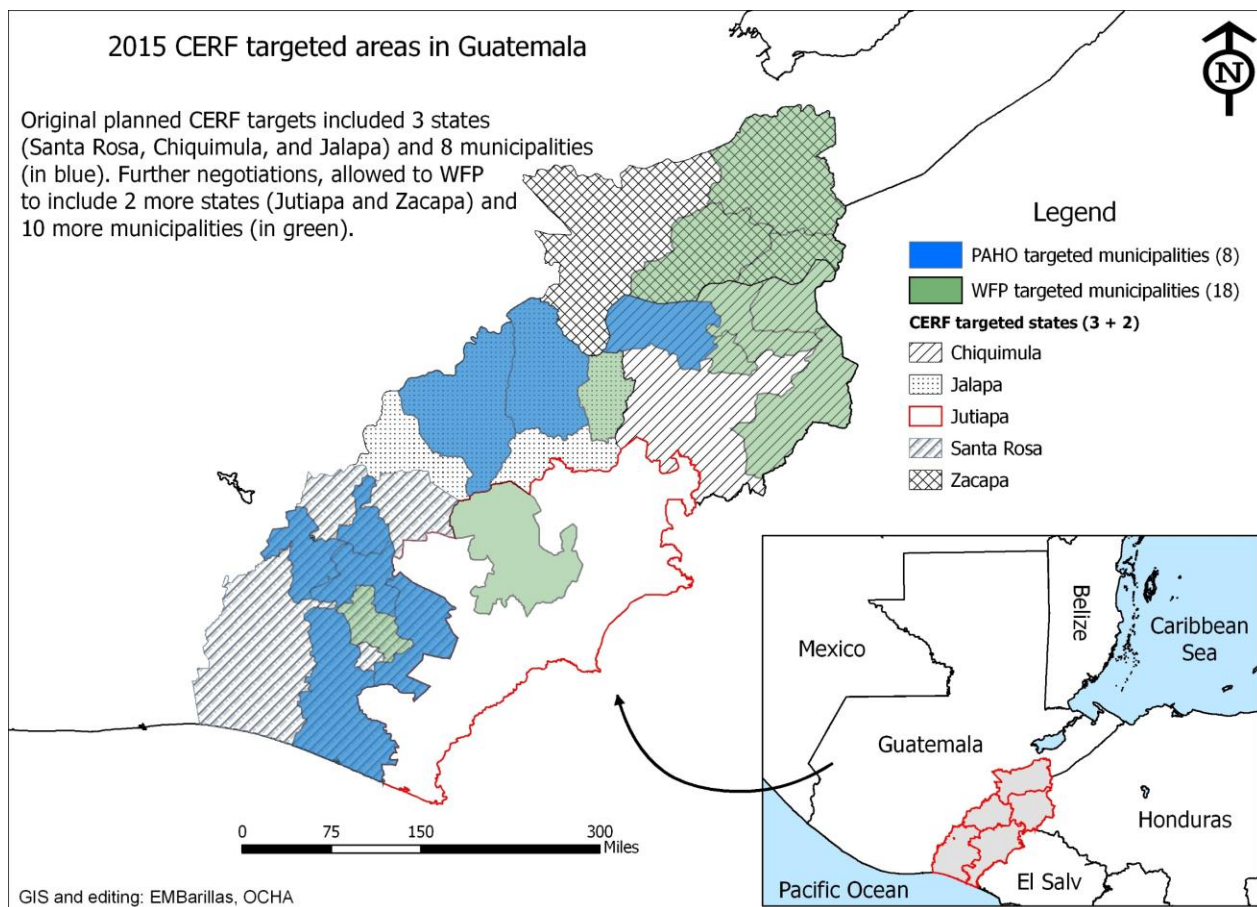 2015 CERF targeted areas in Guatemala
N
Original planned CERF targets included 3 states
(Santa Rosa, Chiquimula, and Jalapa) and 8 municipalities
(in blue). Further negotiations, allowed to WFP
to include 2 more states (Jutiapa and Zacapa) and
10 more municipalities (in green).
Legend
PAHO targeted municipalities (8)
WFP targeted municipalities (18)
CERF targeted states (3 + 2)
Chiquimula
Jalapa
Jutiapa
Santa Rosa
Zacapa
Mexico
Belize
Caribbean
Sea
Guatemala
Honduras
El Salv
Pacific Ocean
0 75 150 300
Miles
GIS and editing: EMBarillas, OCHA